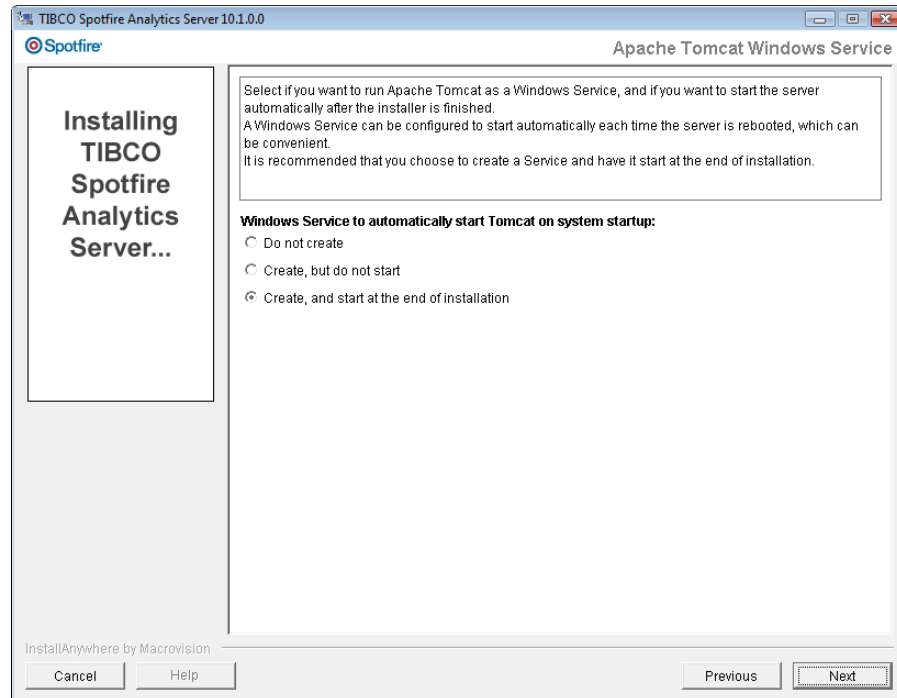 TIBCO Spotfire Analytics Server 10.1.0.0
Spotfire
Apache Tomcat Windows Service
Installing
TIBCO
Spotfire
Analytics
Server...
Select if you want to run Apache Tomcat as a Windows Service, and if you want to start the server
automatically after the installer is finished.
A Windows Service can be configured to start automatically each time the server is rebooted, which can
be convenient.
It is recommended that you choose to create a Service and have it start at the end of installation.
Windows Service to automatically start Tomcat on system startup:
Do not create
Create, but do not start
Create, and start at the end of installation
InstallAnywhere by Macrovision
Cancel
Help
Previous
Next